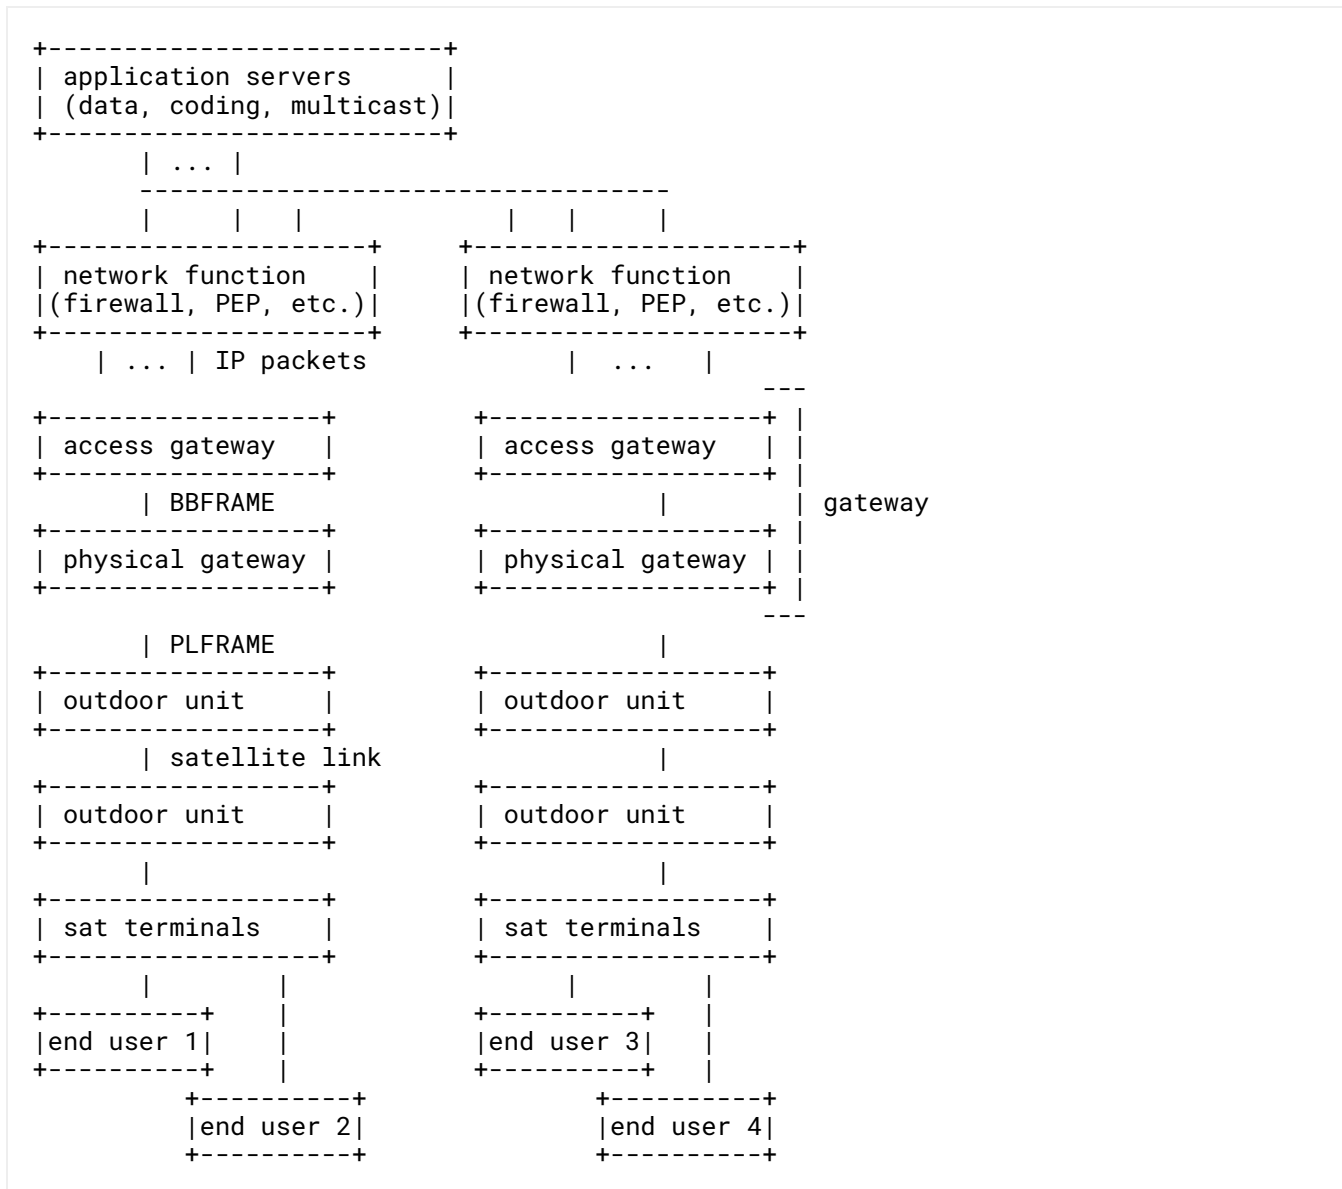 application servers
(data, coding, multicast)
...
network function network function
(firewall, PEP, etc.) (firewall, PEP, etc.)
... IP packets ...
access gateway access gateway
BBFRAME gateway
physical gateway physical gateway
PLFRAME
outdoor unit outdoor unit
satellite link
outdoor unit outdoor unit
sat terminals sat terminals
end user 1 end user 3
end user 2 end user 4